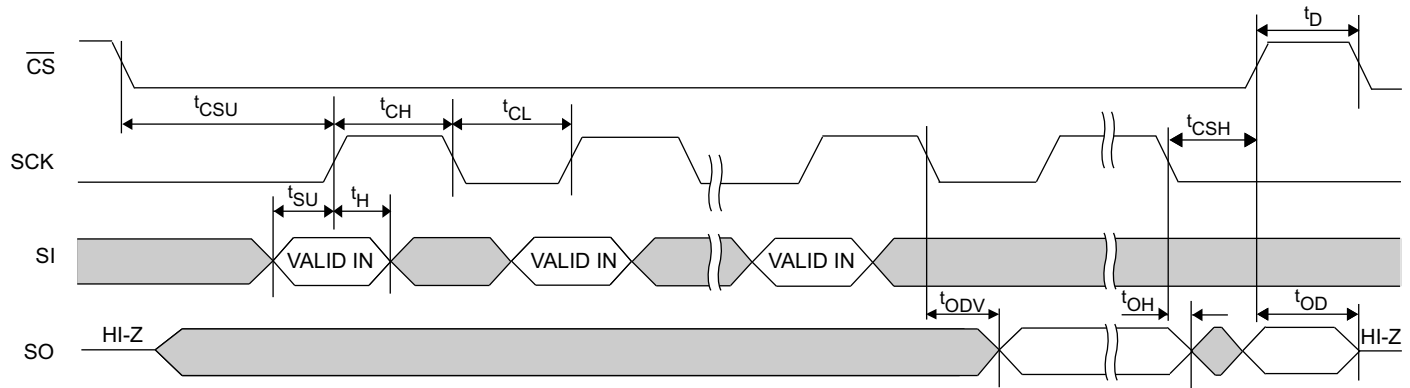 tD
CS
tCSU
tCH
tCL
tCSH
SCK
tSU
tH
SI
VALID IN
VALID IN
VALID IN
tODV
tOH
tOD
HI-Z
HI-Z
SO